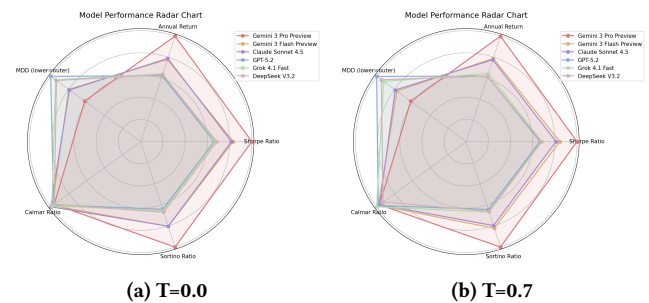 Model Performance Radar Chart
Annual Return
Gemini 3 Pro Preview
Gemini 3 Flash Preview
Claude Sonnet 4.5
GPT-5.2
Grok 4.1 Fast
DeepSeek V3.2
MDD (lower=outer)
Sharpe Ratio
Calmar Ratio
Sortino Ratio
(a) T=0.0
Model Performance Radar Chart
Annual Return
Gemini 3 Pro Preview
Gemini 3 Flash Preview
Claude Sonnet 4.5
GPT-5.2
Grok 4.1 Fast
DeepSeek V3.2
MDD (lower=outer)
Sharpe Ratio
Calmar Ratio
Sortino Ratio
(b) T=0.7